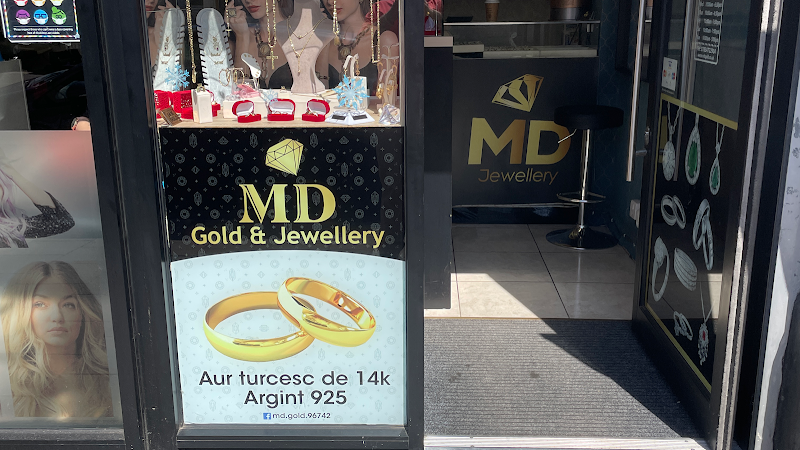 MD
Gold & Jewellery
Aur turcesc de 14k
Argint 925
md.gold.96742
MD
Jewellery